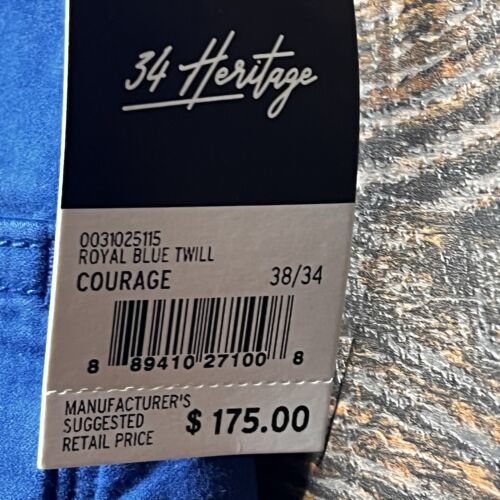 34 Heritage
0031025115
ROYAL BLUE TWILL
COURAGE 38/34
8 89410 27100 8
MANUFACTURER'S
SUGGESTED
RETAIL PRICE
$ 175.00